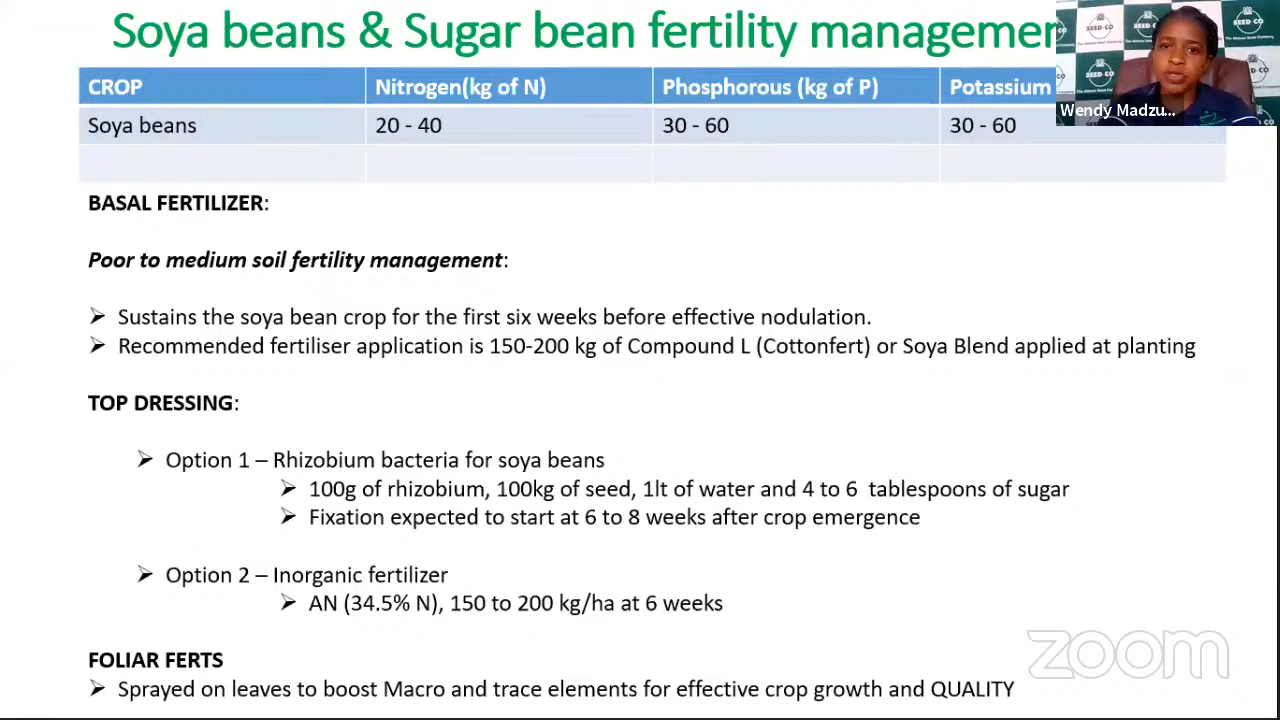 Soya beans & Sugar bean fertility managemen
CROP Nitrogen(kg of N) Phosphorous (kg of P) Potassium
Soya beans 20 - 40 30 - 60 30 - 60
SEED-CO
The African Seed Company
Wendy Madzu...
BASAL FERTILIZER:
Poor to medium soil fertility management:
Sustains the soya bean crop for the first six weeks before effective nodulation.
Recommended fertiliser application is 150-200 kg of Compound L (Cottonfert) or Soya Blend applied at planting
TOP DRESSING:
Option 1 – Rhizobium bacteria for soya beans
100g of rhizobium, 100kg of seed, 1lt of water and 4 to 6 tablespoons of sugar
Fixation expected to start at 6 to 8 weeks after crop emergence
Option 2 – Inorganic fertilizer
AN (34.5% N), 150 to 200 kg/ha at 6 weeks
FOLIAR FERTS
Sprayed on leaves to boost Macro and trace elements for effective crop growth and QUALITY
zoom